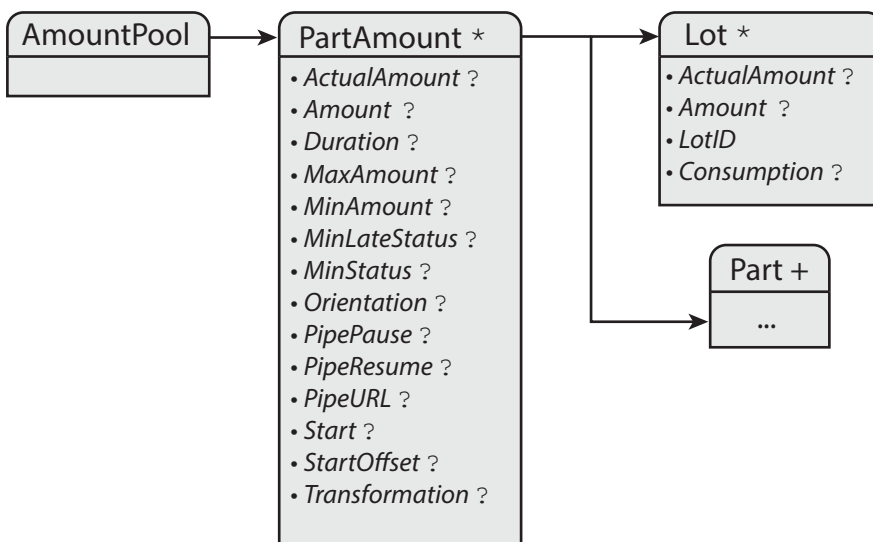 AmountPool
PartAmount *
• ActualAmount ?
• Amount ?
• Duration ?
• MaxAmount ?
• MinAmount ?
• MinLateStatus ?
• MinStatus ?
• Orientation ?
• PipePause ?
• PipeResume ?
• PipeURL ?
• Start ?
• StartOffset ?
• Transformation ?
Lot *
• ActualAmount ?
• Amount ?
• LotID
• Consumption ?
Part +
...